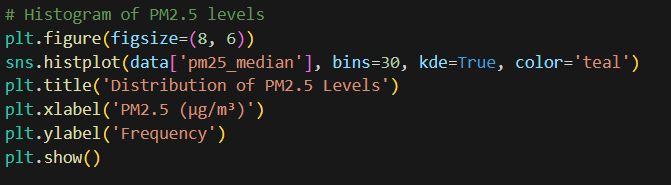 # Histogram of PM2.5 levels
plt.figure(figsize=(8, 6))
sns.histplot(data['pm25_median'], bins=30, kde=True, color='teal')
plt.title('Distribution of PM2.5 Levels')
plt.xlabel('PM2.5 (µg/m³)')
plt.ylabel('Frequency')
plt.show()